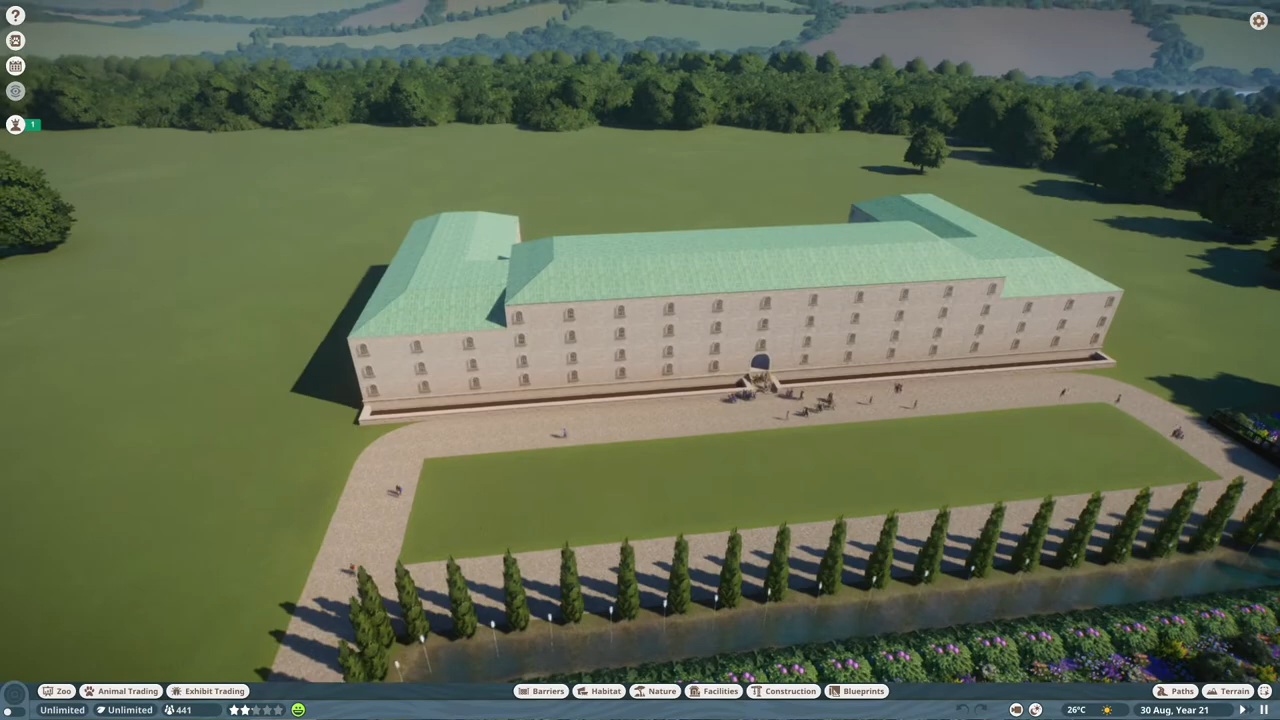 ?
1
Zoo
Animal Trading
Exhibit Trading
Barriers
Habitat
Nature
Facilities
Construction
Blueprints
Paths
Terrain
Unlimited
Unlimited
441
26°C
30 Aug, Year 21